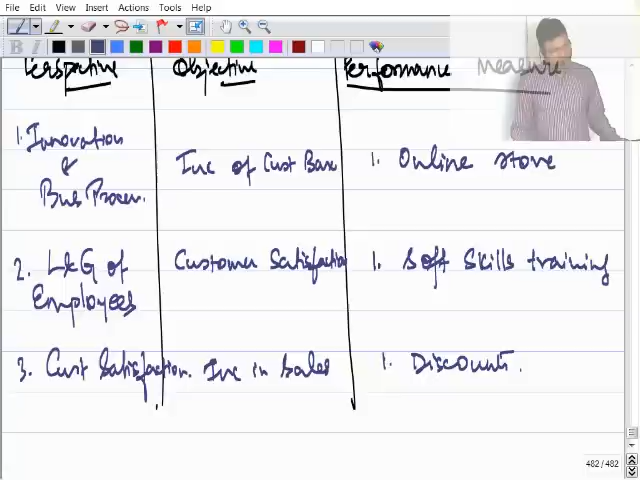 File Edit View Insert Actions Tools Help
B I
Perspective Objective Performance Measure
1. Innovation
& Inc of Cust Base 1. Online store
Bus Process.
2. L&G of Customer Satisfaction 1. Soft Skills training
Employees
3. Cust Satisfaction. Inc in Sales 1. Discounts.
482 / 482